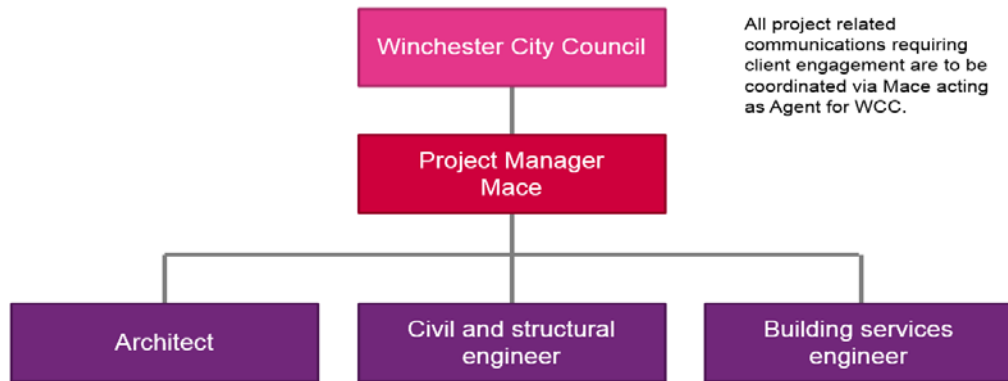 Winchester City Council
All project related
communications requiring
client engagement are to be
coordinated via Mace acting
as Agent for WCC.
Project Manager
Mace
Architect
Civil and structural
engineer
Building services
engineer